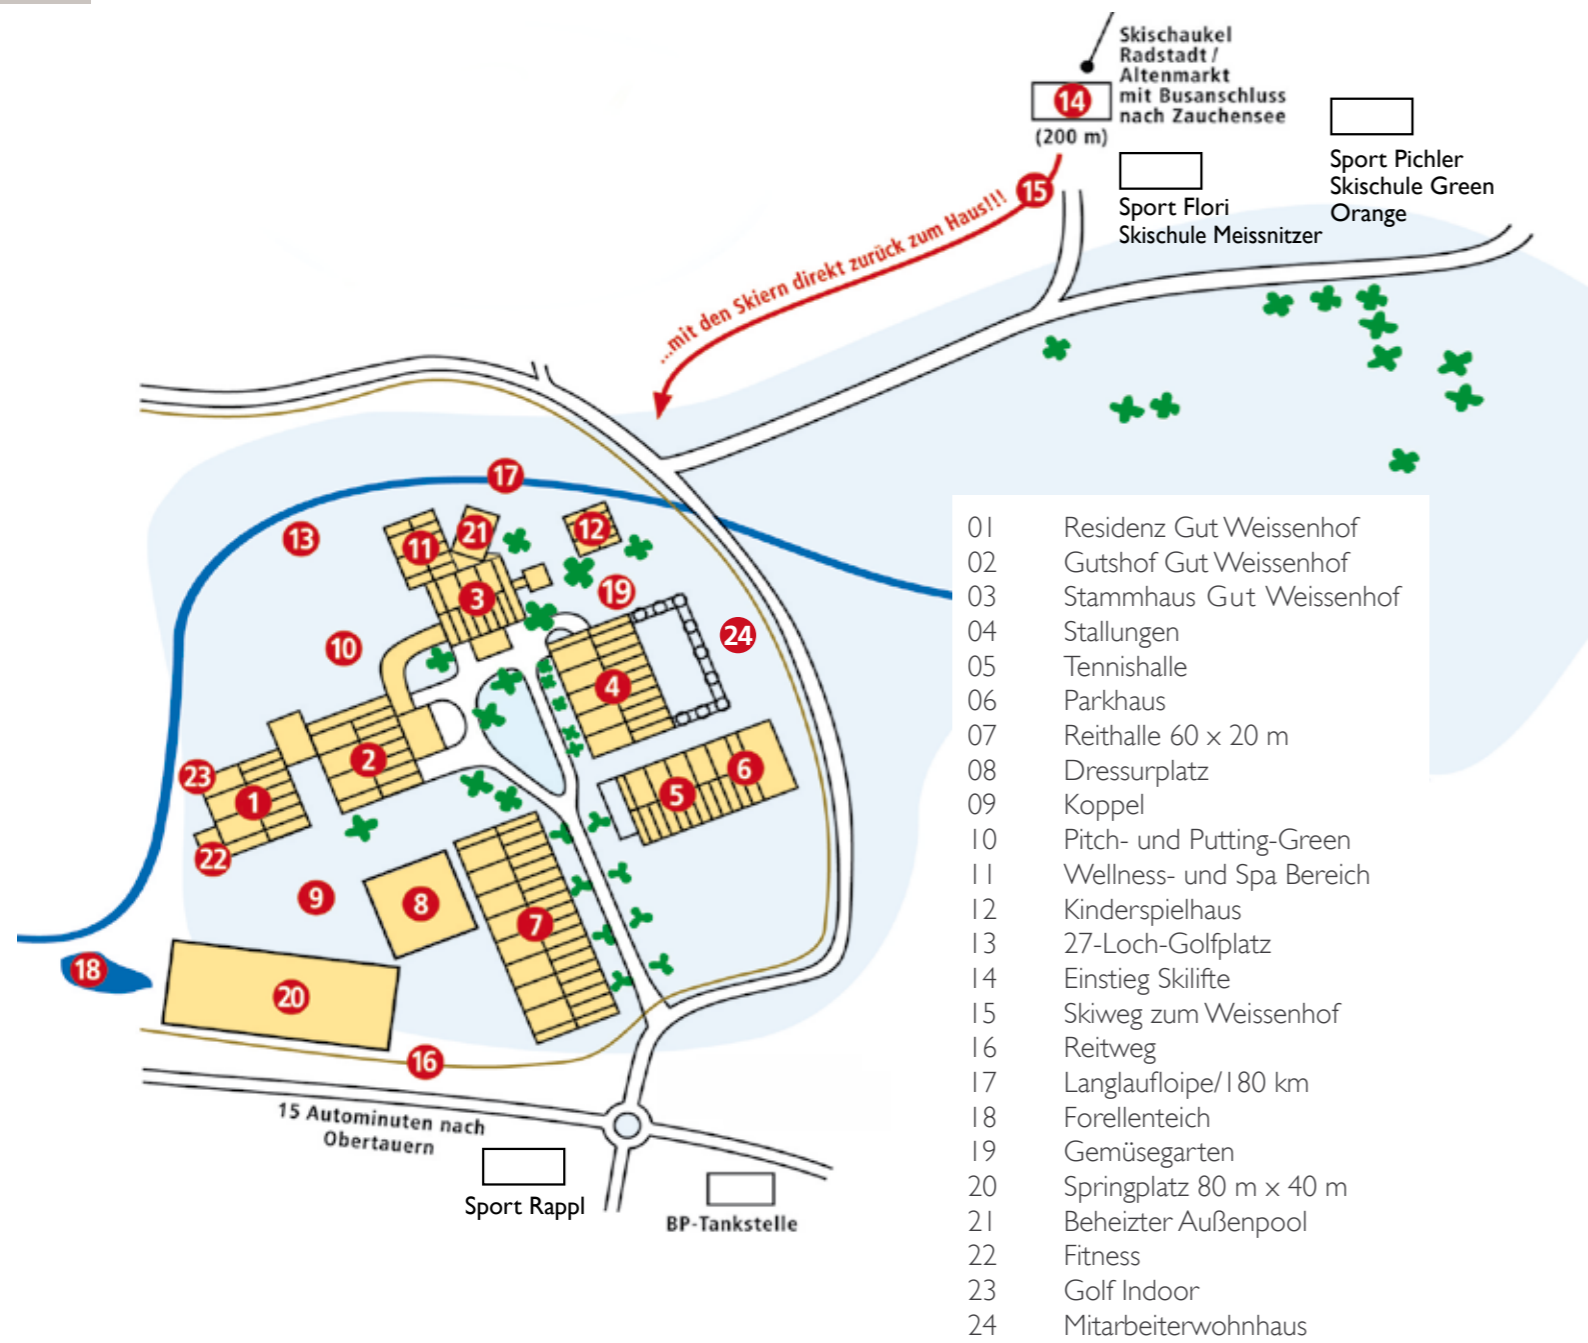 Skischaukel
Radstadt /
Altenmarkt
mit Busanschluss
nach Zauchensee
14
(200 m)
Sport Pichler
Skischule Green
Orange
Sport Flori
Skischule Meissnitzer
15
...mit den Skiern direkt zurück zum Haus!!!
17
13
11
21
12
3
19
10
24
4
2
6
23
1
5
22
9
8
7
18
20
16
15 Autominuten nach
Obertauern
Sport Rappl
BP-Tankstelle
01 Residenz Gut Weissenhof
02 Gutshof Gut Weissenhof
03 Stammhaus Gut Weissenhof
04 Stallungen
05 Tennishalle
06 Parkhaus
07 Reithalle 60 x 20 m
08 Dressurplatz
09 Koppel
10 Pitch- und Putting-Green
11 Wellness- und Spa Bereich
12 Kinderspielhaus
13 27-Loch-Golfplatz
14 Einstieg Skilifte
15 Skiweg zum Weissenhof
16 Reitweg
17 Langlaufloipe/180 km
18 Forellenteich
19 Gemüsegarten
20 Springplatz 80 m x 40 m
21 Beheizter Außenpool
22 Fitness
23 Golf Indoor
24 Mitarbeiterwohnhaus